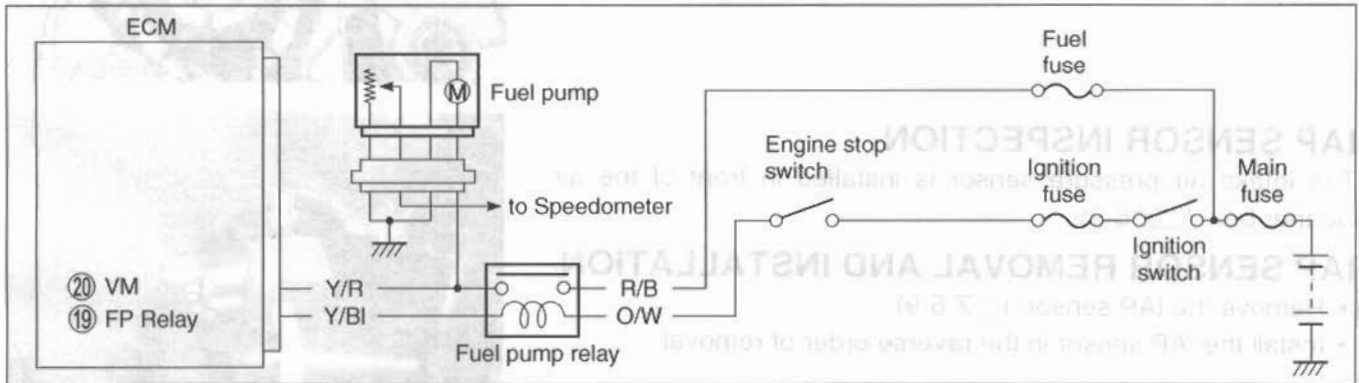 ECM
Fuel
fuse
M
Fuel pump
IAP SENSOR INSPECTION
Engine stop
switch
Ignition
fuse
Main
fuse
to Speedometer
Ignition
switch
IAP SENSOR REMOVAL AND INSTALLATION
20 VM
Y/R
R/B
19 FP Relay
Y/Bl
O/W
• Remove the IAP sensor.
Fuel pump relay
• Install the IAP sensor in the reverse order of removal